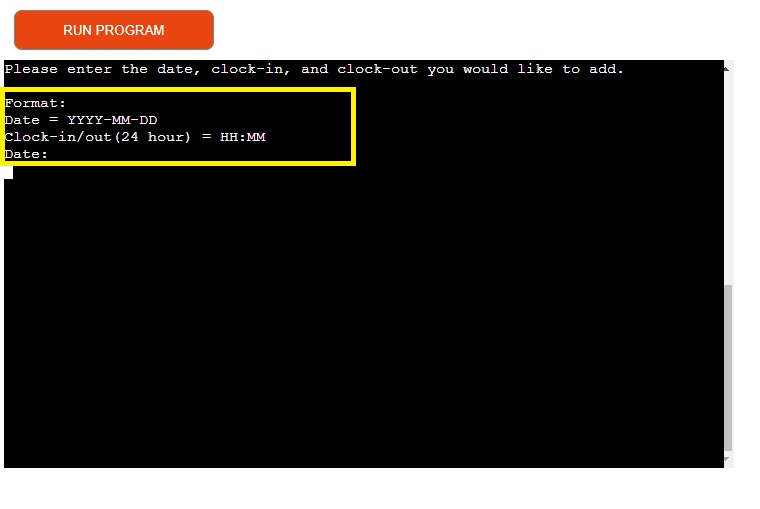 RUN PROGRAM
Please enter the date, clock-in, and clock-out you would like to add.
Format:
Date = YYYY-MM-DD
Clock-in/out(24 hour) = HH:MM
Date: